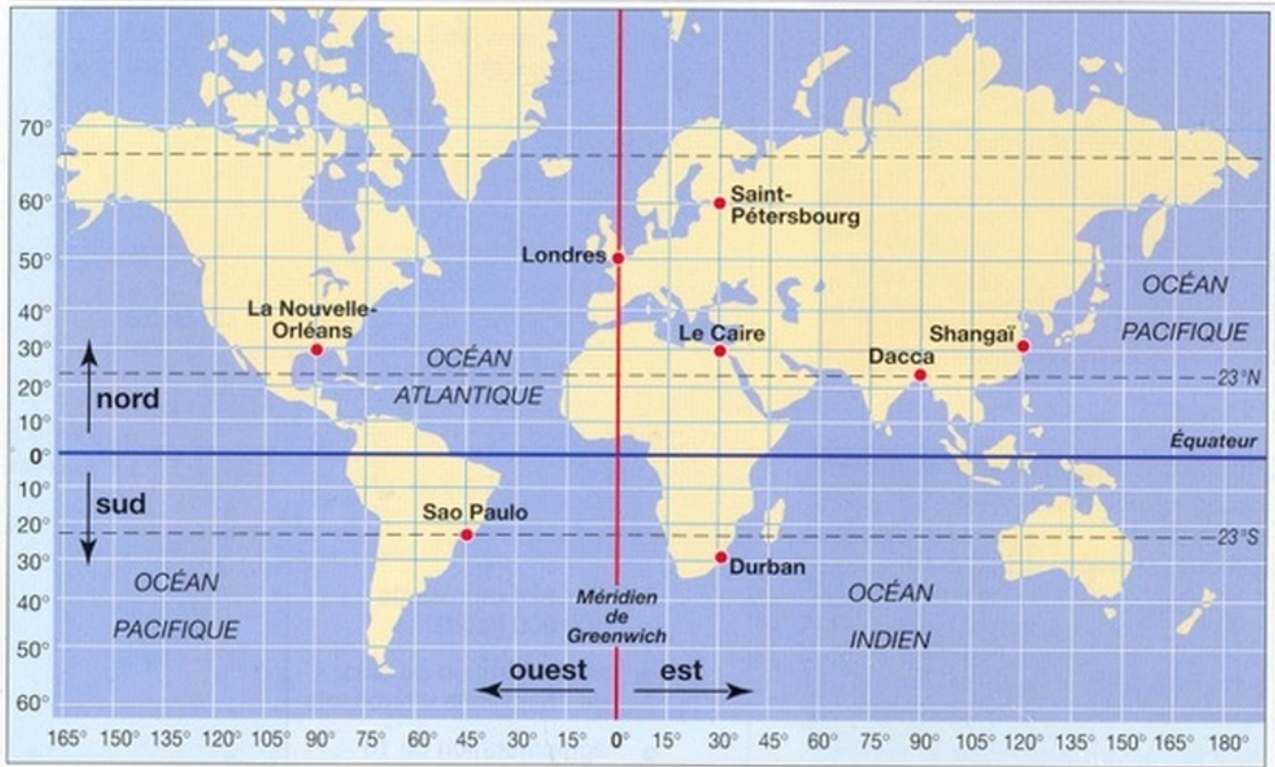 70°
60°
Saint-
Pétersbourg
Londres
50°
OCÉAN
PACIFIQUE
40°
La Nouvelle-
Orléans
Le Caire
Shangaï
30°
Dacca
OCÉAN
ATLANTIQUE
23°N
20°
nord
10°
Équateur
0°
10°
sud
Sao Paulo
20°
23°S
30°
Durban
OCÉAN
PACIFIQUE
Méridien
de
Greenwich
OCÉAN
INDIEN
40°
50°
ouest est
60°
165° 150° 135° 120° 105° 90° 75° 60° 45° 30° 15° 0° 15° 30° 45° 60° 75° 90° 105° 120° 135° 150° 165° 180°